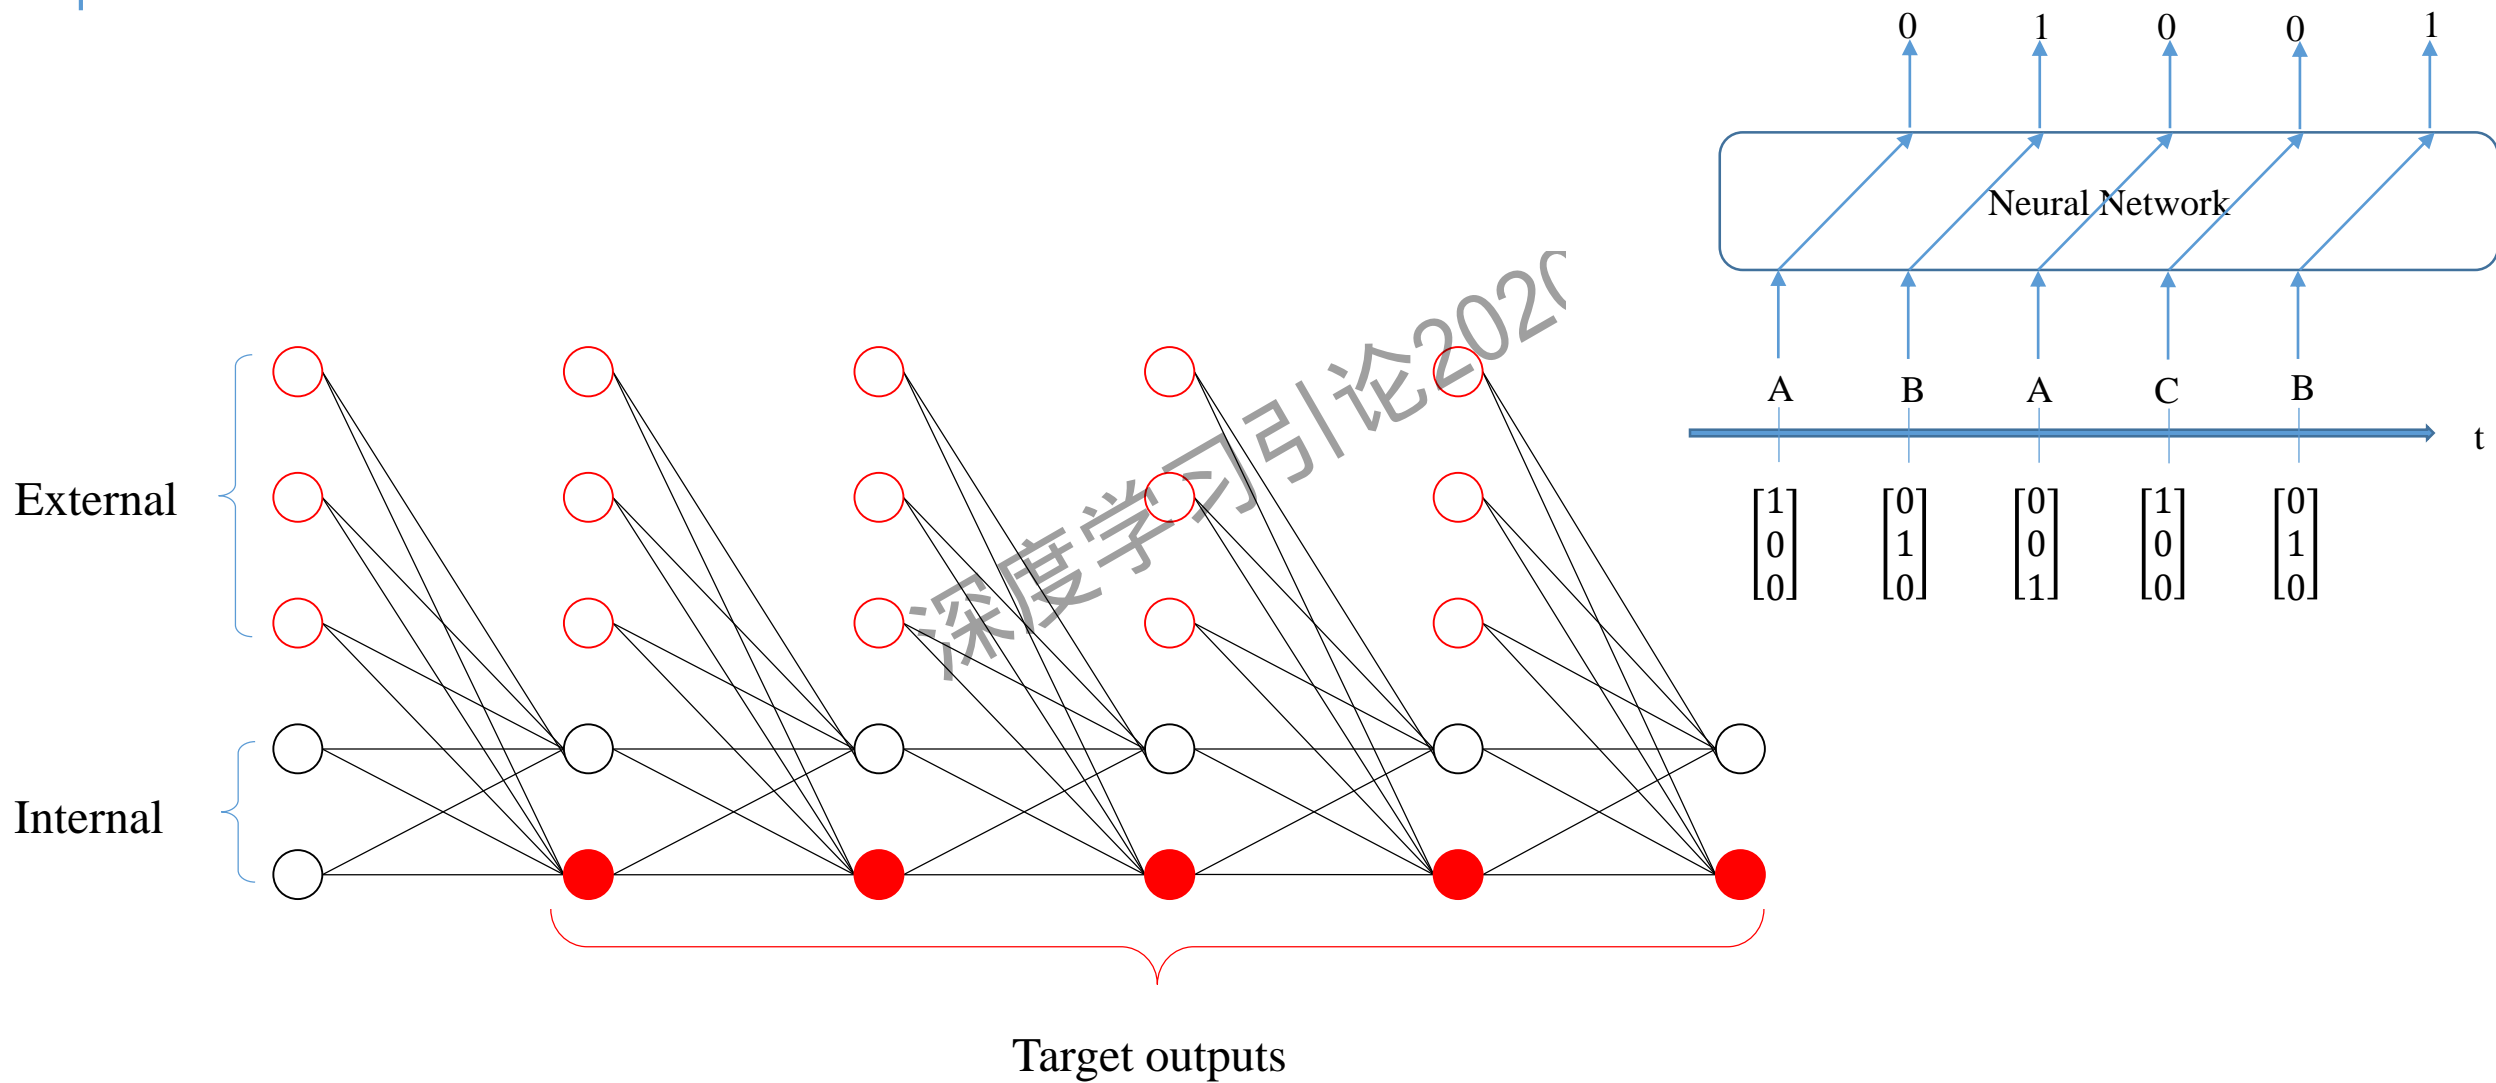 0 1 0 0 1
Neural Network
A B A C B
t
1 0 0 1 0
0 1 0 0 1
0 0 1 0 0
深度学习引论2020
External
Internal
Target outputs